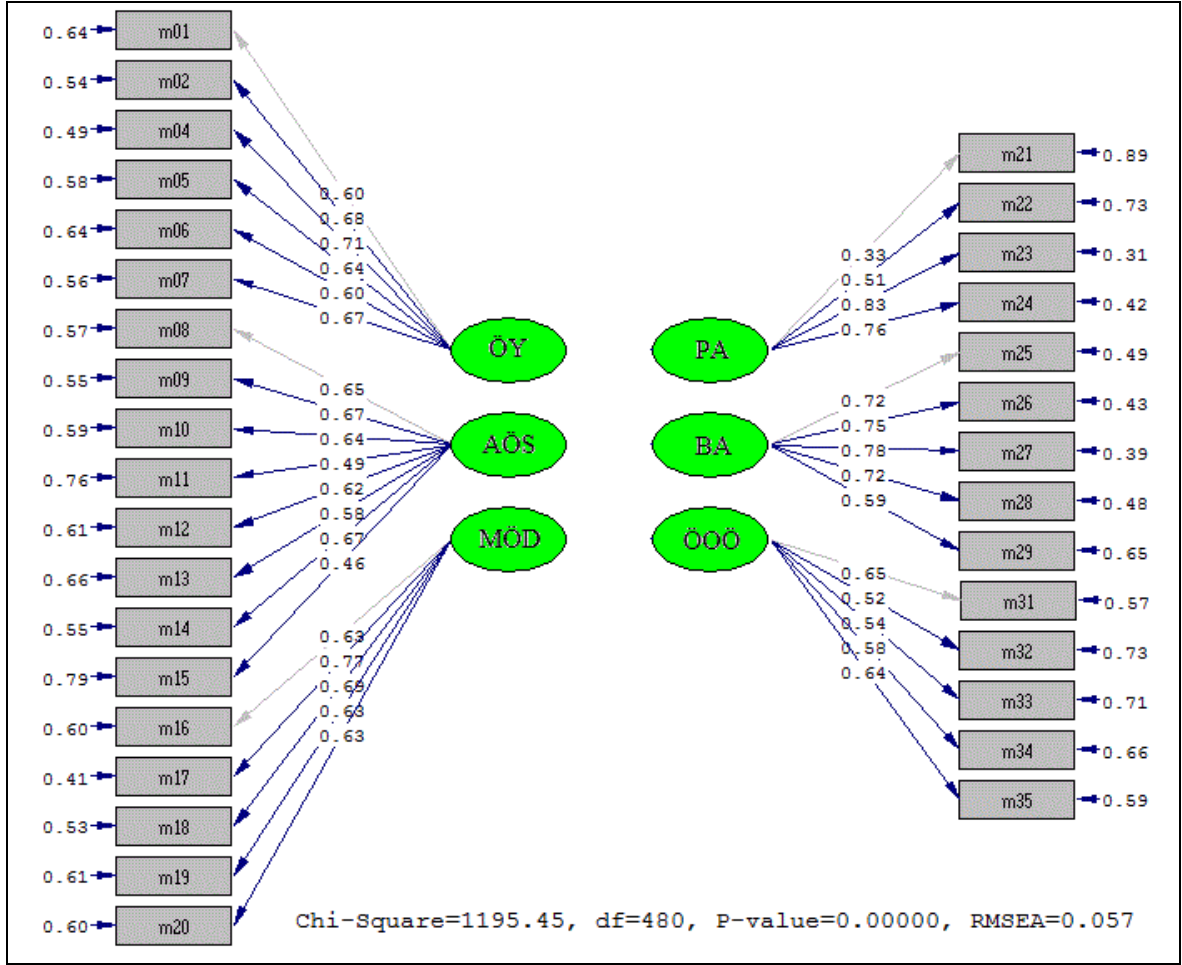 0.64 m01
0.54 m02
0.49 m04
0.58 m05
0.64 m06
0.56 m07
0.57 m08
0.55 m09
0.59 m10
0.76 m11
0.61 m12
0.66 m13
0.55 m14
0.79 m15
0.60 m16
0.41 m17
0.53 m18
0.61 m19
0.60 m20
0.60
0.68
0.71
0.64
0.60
0.67
0.65
0.67
0.64
0.49
0.62
0.58
0.67
0.46
0.63
0.77
0.69
0.63
0.63
ÖY
AÖS
MÖD
PA
BA
ÖOÖ
0.33
0.51
0.83
0.76
0.72
0.75
0.78
0.72
0.59
0.65
0.52
0.54
0.58
0.64
m21 0.89
m22 0.73
m23 0.31
m24 0.42
m25 0.49
m26 0.43
m27 0.39
m28 0.48
m29 0.65
m31 0.57
m32 0.73
m33 0.71
m34 0.66
m35 0.59
Chi-Square=1195.45, df=480, P-value=0.00000, RMSEA=0.057